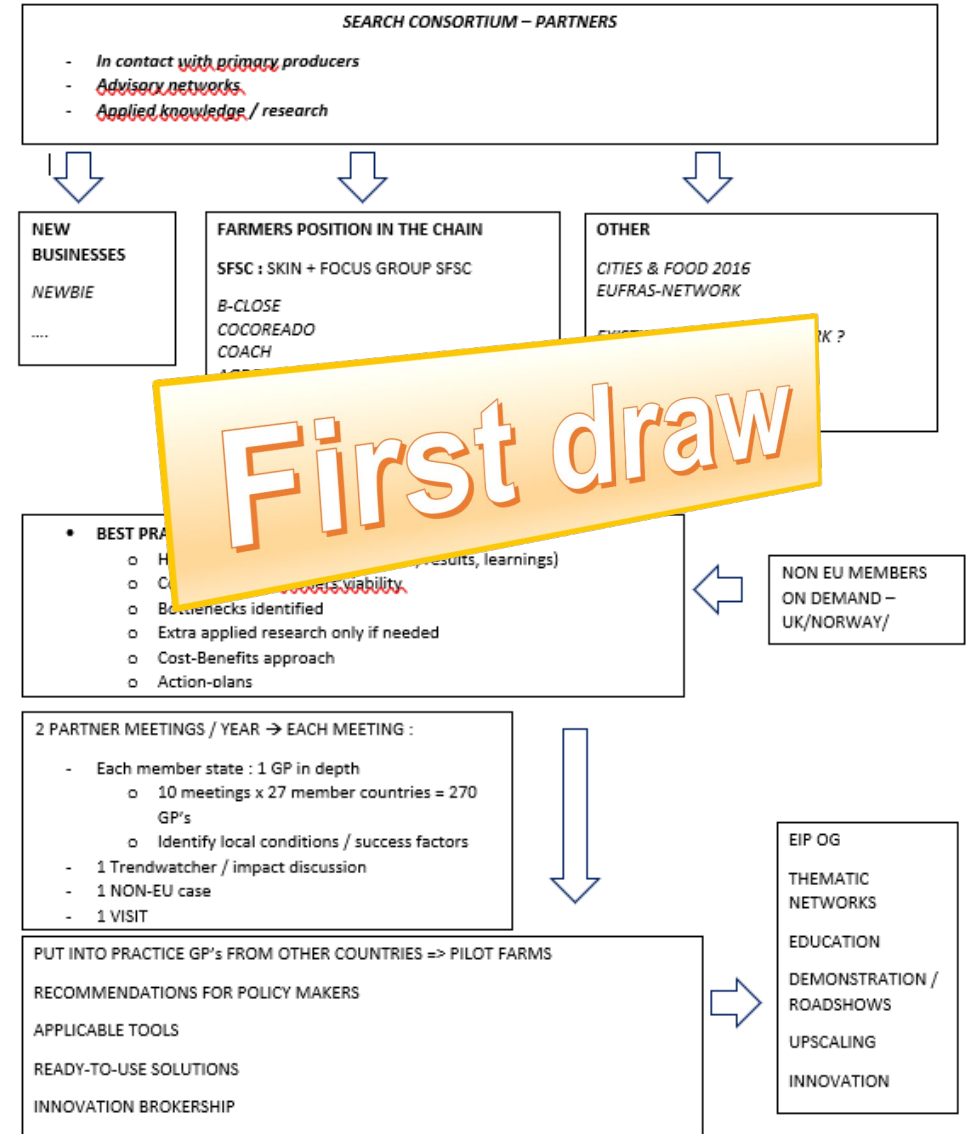 SEARCH CONSORTIUM – PARTNERS
- In contact with primary producers
- Advisory networks
- Applied knowledge / research
NEW
BUSINESSES
NEWBIE
....
FARMERS POSITION IN THE CHAIN
SFSC : SKIN + FOCUS GROUP SFSC
B-CLOSE
COCOREADO
COACH
OTHER
CITIES & FOOD 2016
EUFRAS-NETWORK
?
First draw
• BEST
results, learnings)
viability
o Bottlenecks identified
o Extra applied research only if needed
o Cost-Benefits approach
o Action-plans
NON EU MEMBERS
ON DEMAND –
UK/NORWAY/
2 PARTNER MEETINGS / YEAR → EACH MEETING :
- Each member state : 1 GP in depth
o 10 meetings x 27 member countries = 270
GP's
o Identify local conditions / success factors
- 1 Trendwatcher / impact discussion
- 1 NON-EU case
- 1 VISIT
PUT INTO PRACTICE GP's FROM OTHER COUNTRIES => PILOT FARMS
RECOMMENDATIONS FOR POLICY MAKERS
APPLICABLE TOOLS
READY-TO-USE SOLUTIONS
INNOVATION BROKERSHIP
EIP OG
THEMATIC
NETWORKS
EDUCATION
DEMONSTRATION /
ROADSHOWS
UPSCALING
INNOVATION